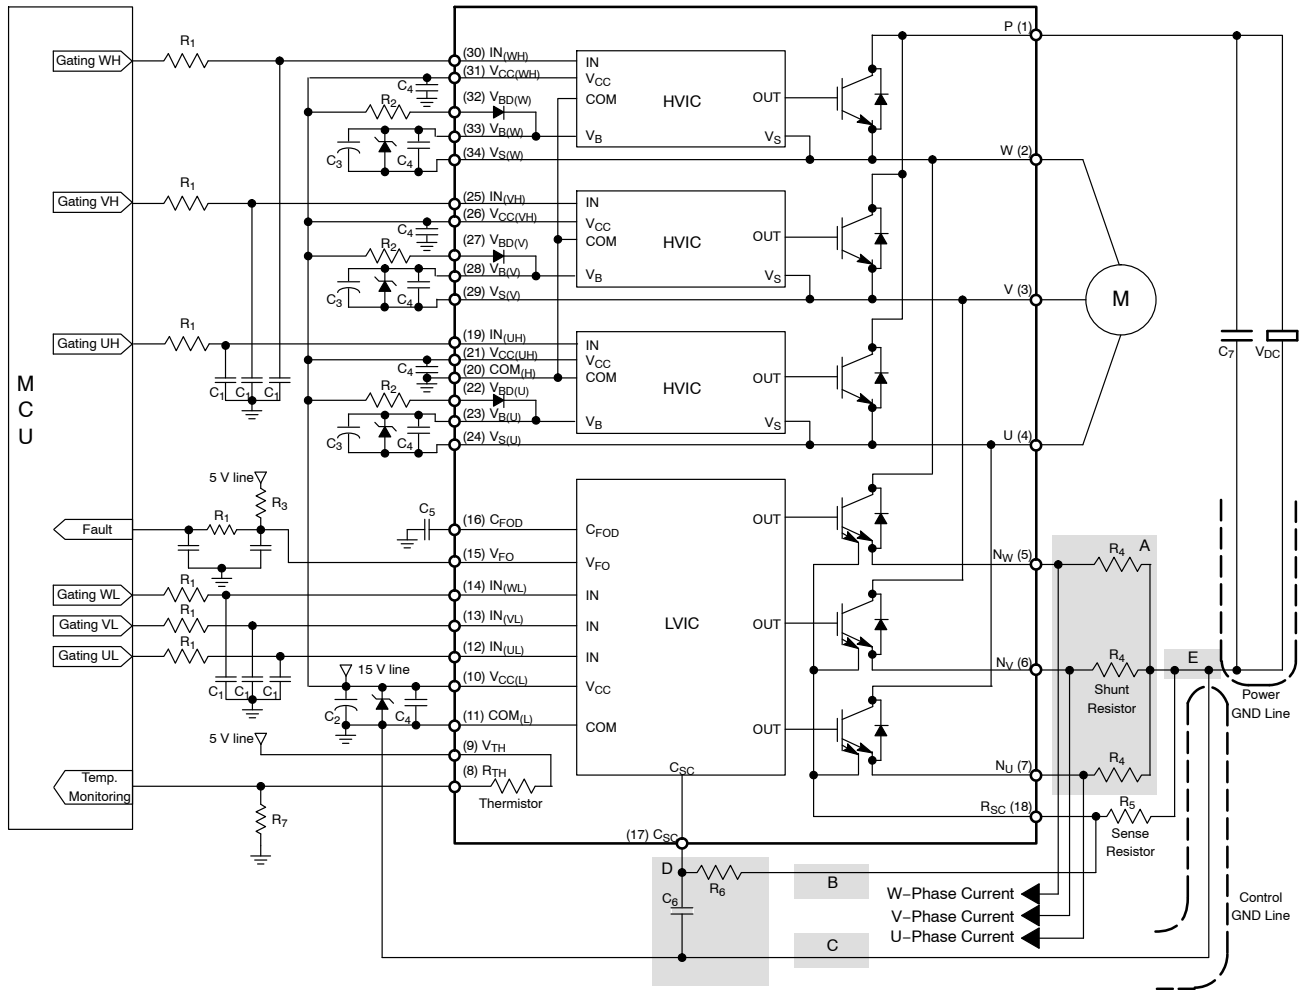 MCU
Gating WH
R1
Gating VH
R1
Gating UH
R1
C1 C1 C1
5 V line
R3
Fault
R1
Gating WL
R1
Gating VL
R1
Gating UL
R1
C1 C1 C1
5 V line
Temp. Monitoring
R7
C4
R2
C3
C4
C4
R2
C3
C4
C4
R2
C3
C4
C5
15 V line
C2
C4
(30) IN(WH)
(31) VCC(WH)
(32) VBD(W)
(33) VB(W)
(34) VS(W)
(25) IN(VH)
(26) VCC(VH)
(27) VBD(V)
(28) VB(V)
(29) VS(V)
(19) IN(UH)
(21) VCC(UH)
(20) COM(H)
(22) VBD(U)
(23) VB(U)
(24) VS(U)
(16) CFOD
(15) VFO
(14) IN(WL)
(13) IN(VL)
(12) IN(UL)
(10) VCC(L)
(11) COM(L)
(9) VTH
(8) RTH
Thermistor
(17) CSC
IN
VCC
COM
VB
HVIC
OUT
VS
IN
VCC
COM
VB
HVIC
OUT
VS
IN
VCC
COM
VB
HVIC
OUT
VS
CFOD
VFO
IN
IN
IN
VCC
COM
LVIC
OUT
OUT
OUT
CSC
P (1)
W (2)
V (3)
U (4)
NW (5)
NV (6)
NU (7)
RSC (18)
M
C7
VDC
A
R4
R4
Shunt
Resistor
R4
E
R5
Sense
Resistor
Power
GND Line
D
R6
C6
B
C
W−Phase Current
V−Phase Current
U−Phase Current
Control
GND Line